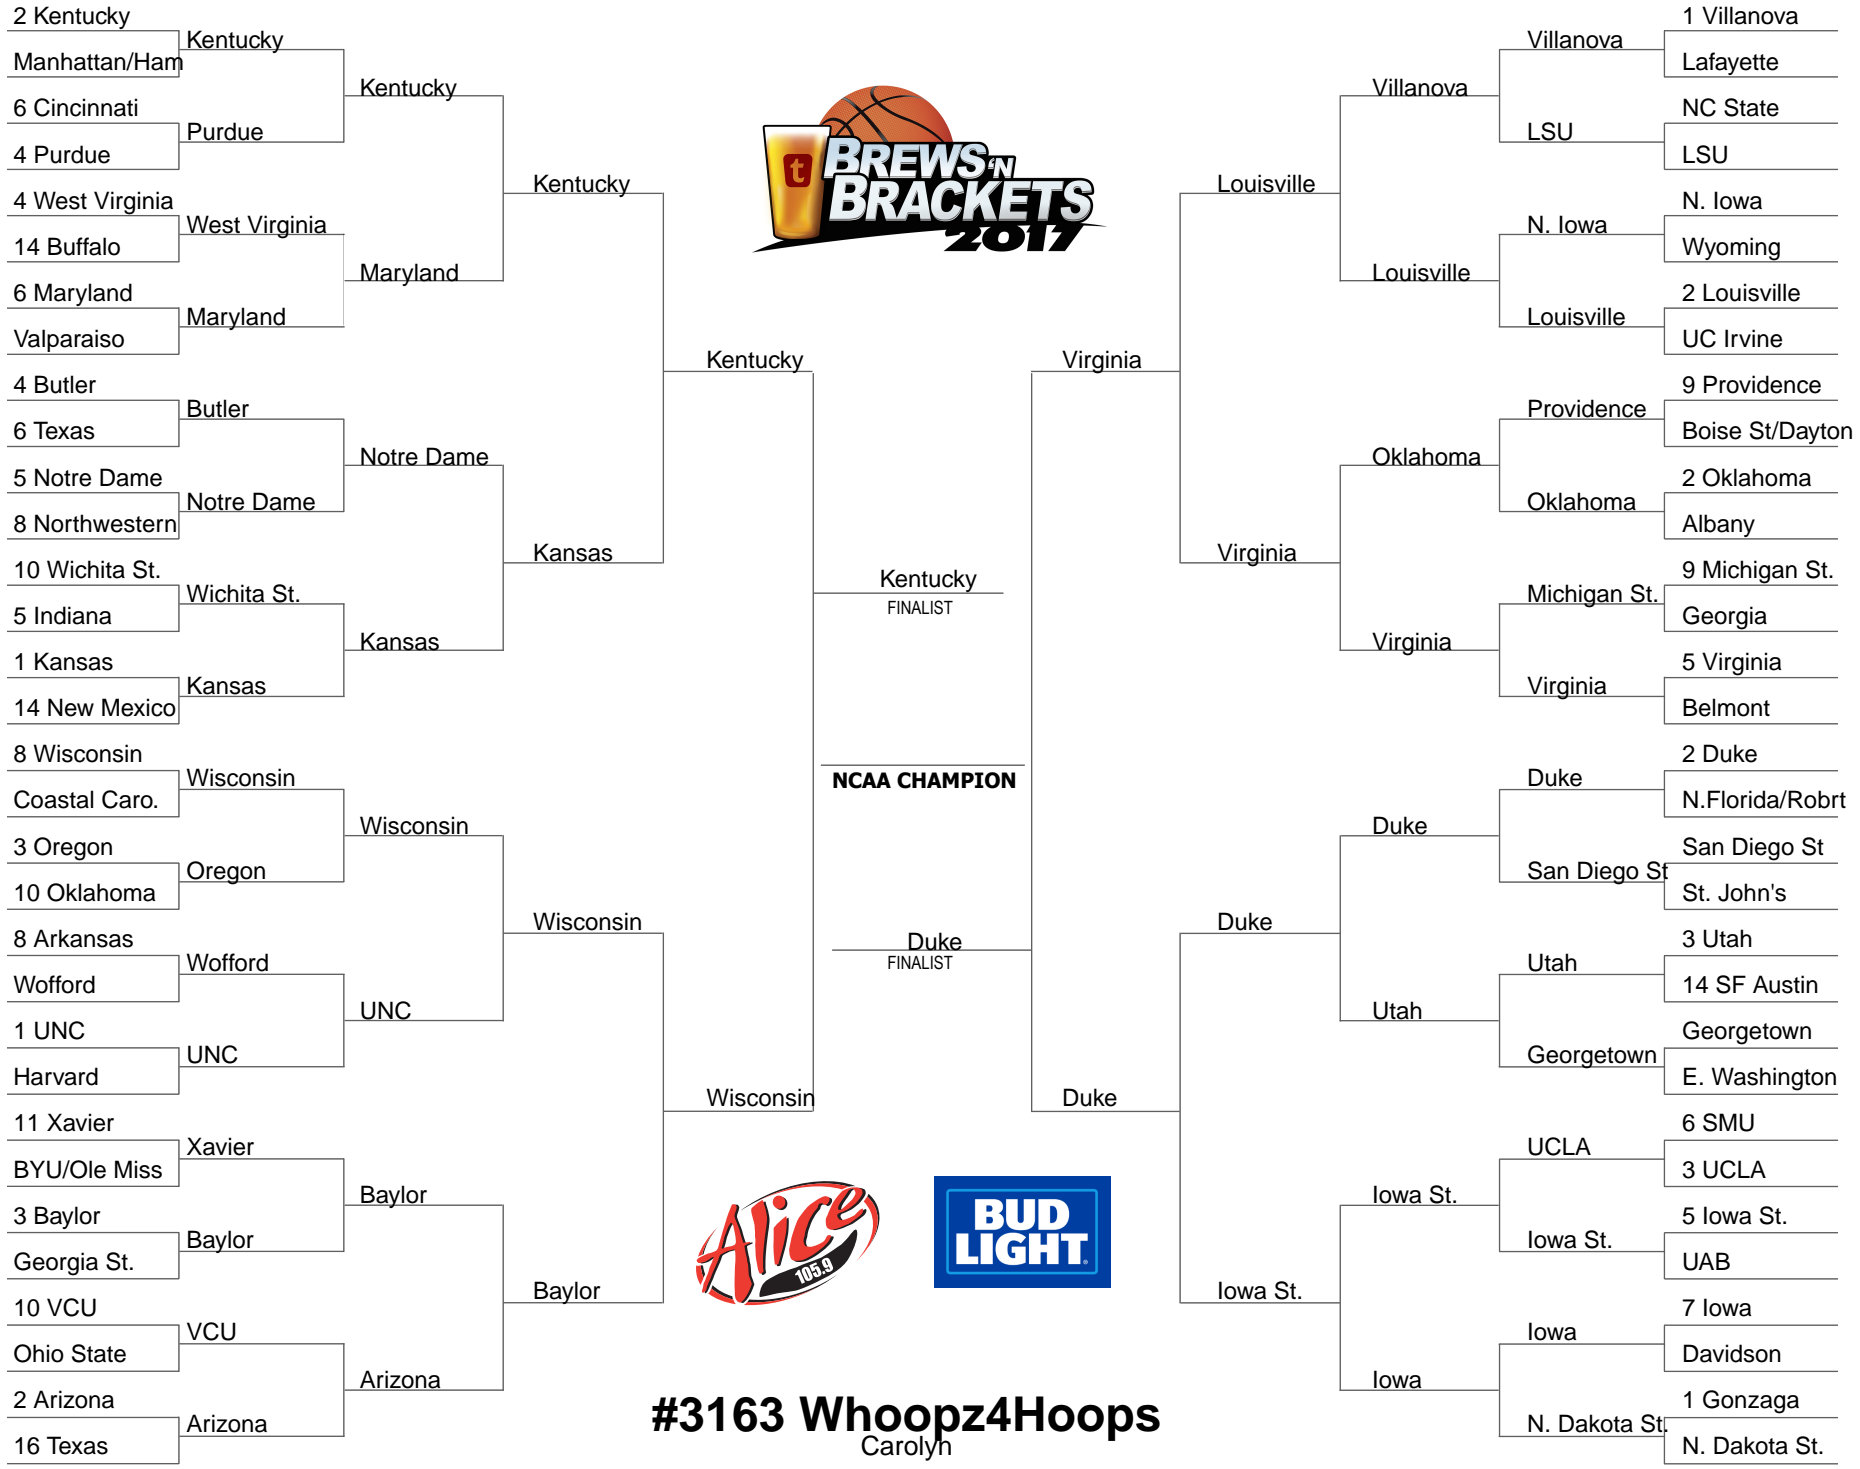 2 Kentucky
Manhattan/Ham
6 Cincinnati
4 Purdue
4 West Virginia
14 Buffalo
6 Maryland
Valparaiso
4 Butler
6 Texas
5 Notre Dame
8 Northwestern
10 Wichita St.
5 Indiana
1 Kansas
14 New Mexico
8 Wisconsin
Coastal Caro.
3 Oregon
10 Oklahoma
8 Arkansas
Wofford
1 UNC
Harvard
11 Xavier
BYU/Ole Miss
3 Baylor
Georgia St.
10 VCU
Ohio State
2 Arizona
16 Texas
Kentucky
Purdue
West Virginia
Maryland
Butler
Notre Dame
Wichita St.
Kansas
Wisconsin
Oregon
Wofford
UNC
Xavier
Baylor
VCU
Arizona
Kentucky
Maryland
Notre Dame
Kansas
Wisconsin
UNC
Baylor
Arizona
Kentucky
Kansas
Wisconsin
Baylor
Kentucky
Wisconsin
t
BREWS 'N
BRACKETS
2017
Kentucky
FINALIST
NCAA CHAMPION
Duke
FINALIST
Alice
105.9
BUD
LIGHT
#3163 Whoopz4Hoops
Carolyn
Virginia
Duke
Louisville
Virginia
Duke
Iowa St.
Villanova
Louisville
Oklahoma
Virginia
Duke
Utah
Iowa St.
Iowa
Villanova
LSU
N. Iowa
Louisville
Providence
Oklahoma
Michigan St.
Virginia
Duke
San Diego St
Utah
Georgetown
UCLA
Iowa St.
Iowa
N. Dakota St.
1 Villanova
Lafayette
NC State
LSU
N. Iowa
Wyoming
2 Louisville
UC Irvine
9 Providence
Boise St/Dayton
2 Oklahoma
Albany
9 Michigan St.
Georgia
5 Virginia
Belmont
2 Duke
N.Florida/Robrt
San Diego St
St. John's
3 Utah
14 SF Austin
Georgetown
E. Washington
6 SMU
3 UCLA
5 Iowa St.
UAB
7 Iowa
Davidson
1 Gonzaga
N. Dakota St.